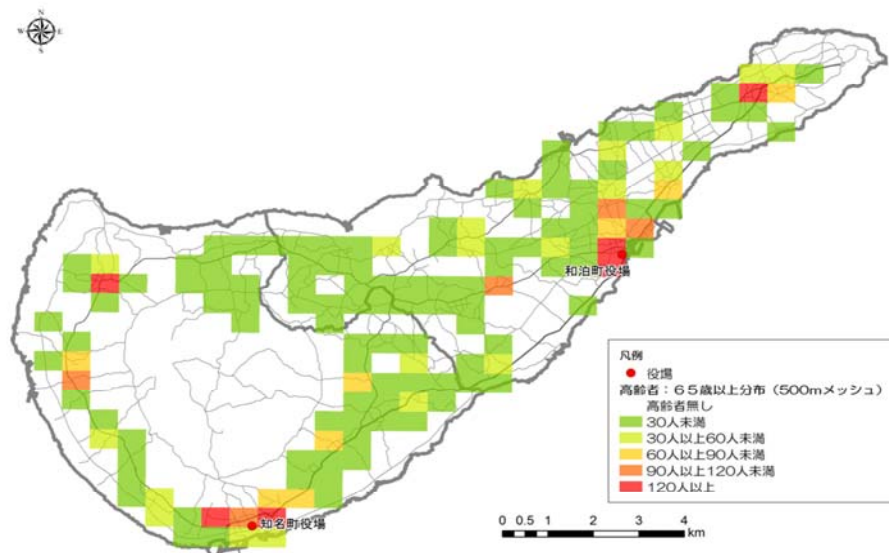 N
W E
S
和泊町役場
知名町役場
凡例
役場
高齢者:65歳以上分布(500mメッシュ)
高齢者無し
30人未満
30人以上60人未満
60人以上90人未満
90人以上120人未満
120人以上
0 0.5 1 2 3 4
km